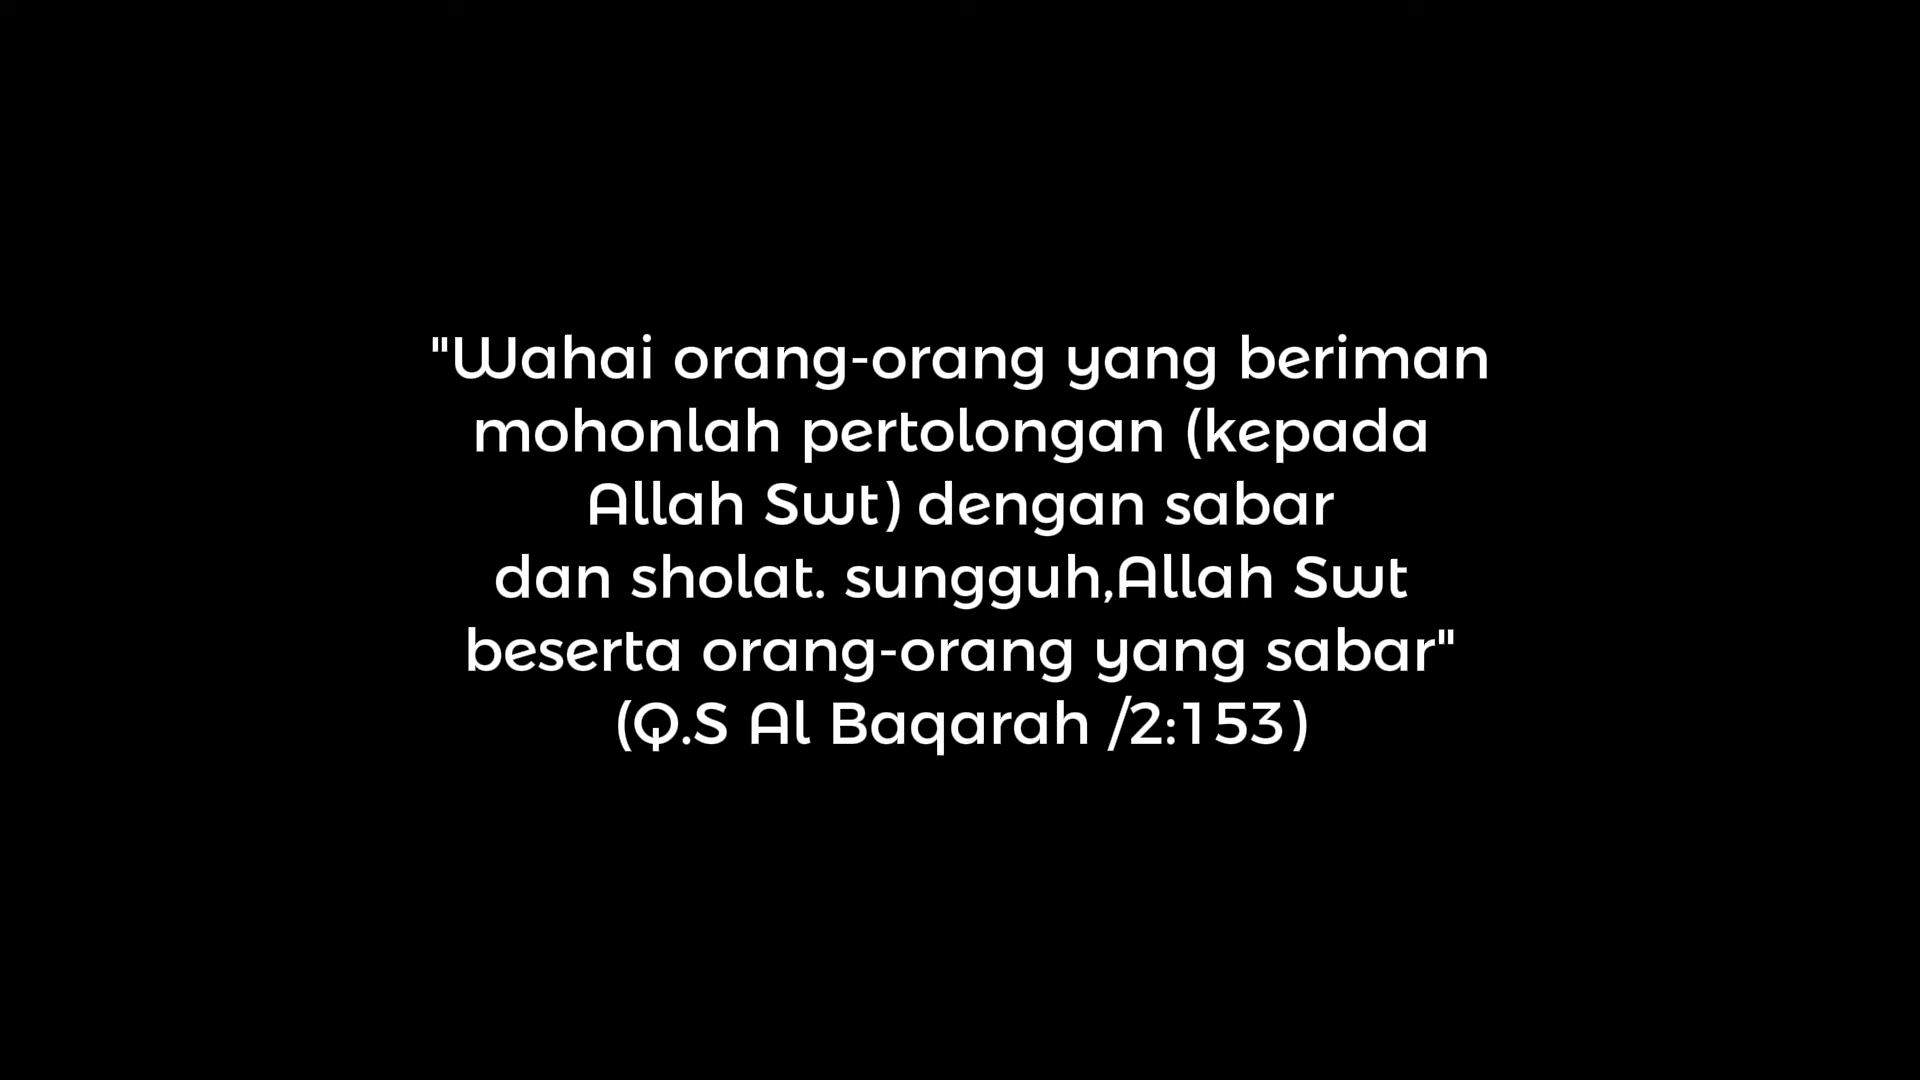 "Wahai orang-orang yang beriman
mohonlah pertolongan (kepada
Allah Swt) dengan sabar
dan sholat. sungguh,Allah Swt
beserta orang-orang yang sabar"
(Q.S Al Baqarah /2:153)